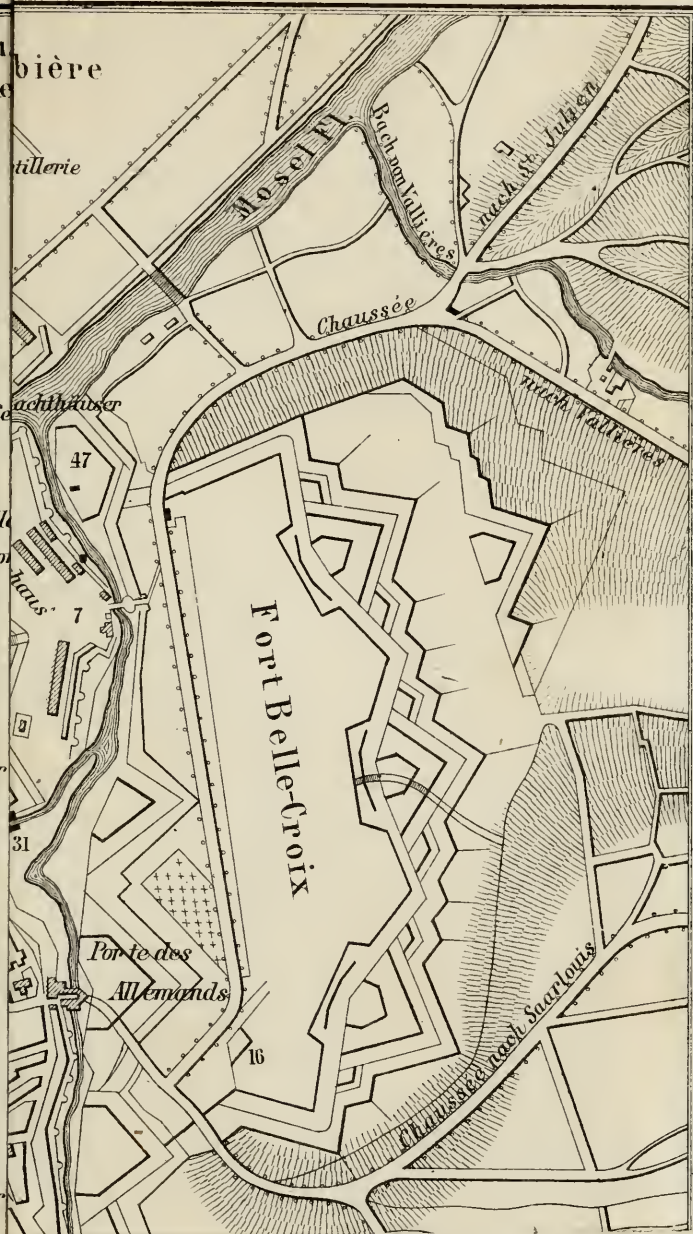 bière
tillerie
Mosel Fl.
Bach von Vallières
nach St. Julien
Chaussée
nach Vallières
achthäuser
47
haus
7
Fort Belle-Croix
31
Porte des
Allemands
16
Chaussée nach Saarlouis